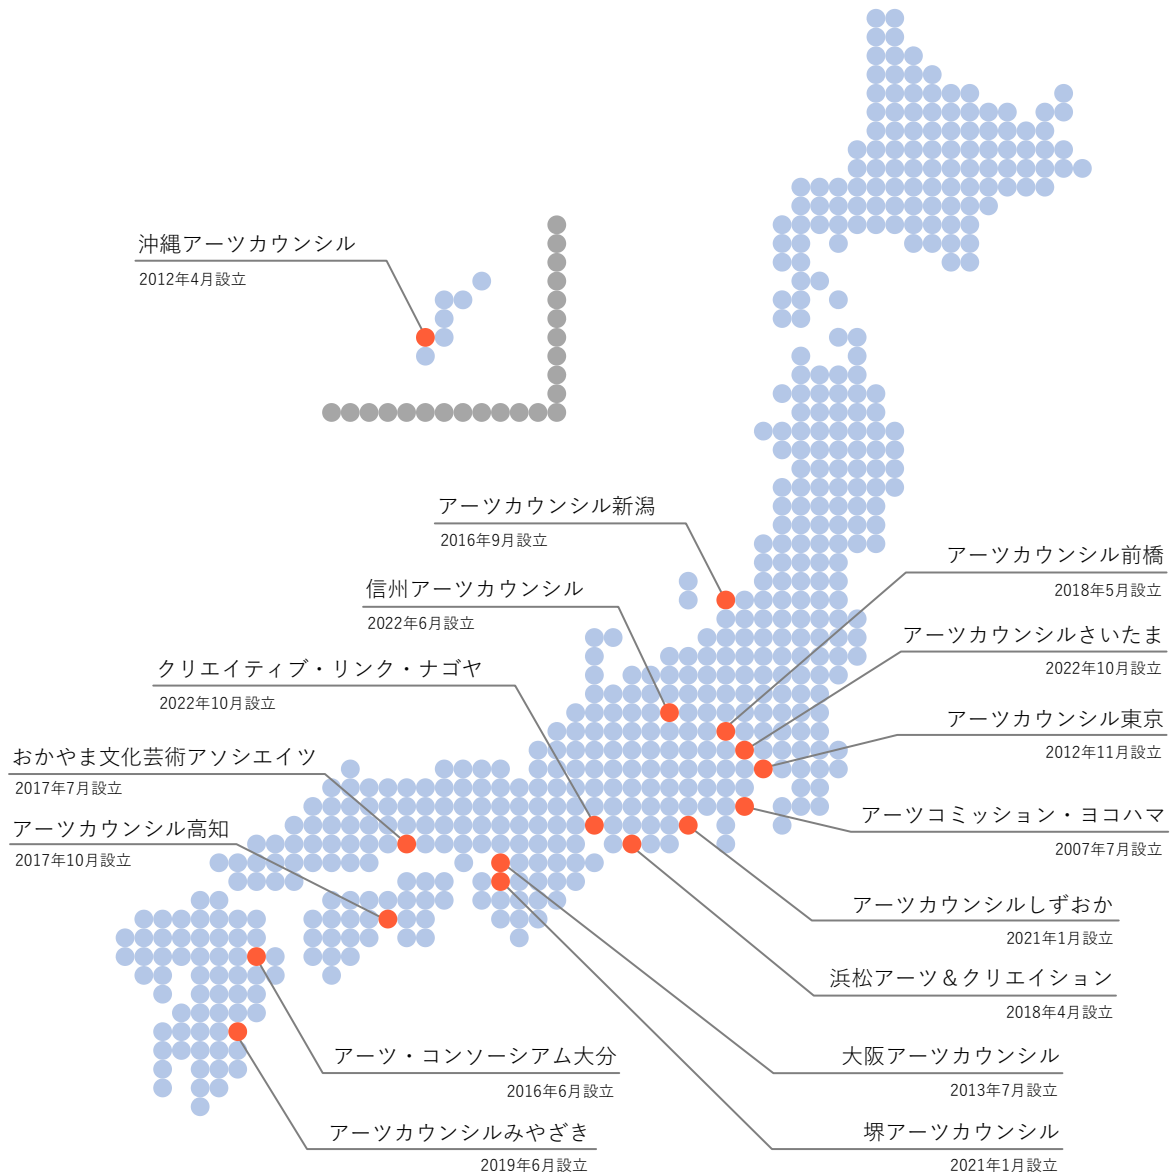 沖縄アーツカウンシル
2012年4月設立
アーツカウンシル新潟
2016年9月設立
アーツカウンシル前橋
2018年5月設立
信州アーツカウンシル
2022年6月設立
アーツカウンシルさいたま
2022年10月設立
クリエイティブ・リンク・ナゴヤ
2022年10月設立
アーツカウンシル東京
2012年11月設立
おかやま文化芸術アソシエイツ
2017年7月設立
アーツコミッション・ヨコハマ
2007年7月設立
アーツカウンシル高知
2017年10月設立
アーツカウンシルしずおか
2021年1月設立
浜松アーツ＆クリエイション
2018年4月設立
アーツ・コンソーシアム大分
2016年6月設立
大阪アーツカウンシル
2013年7月設立
アーツカウンシルみやざき
2019年6月設立
堺アーツカウンシル
2021年1月設立